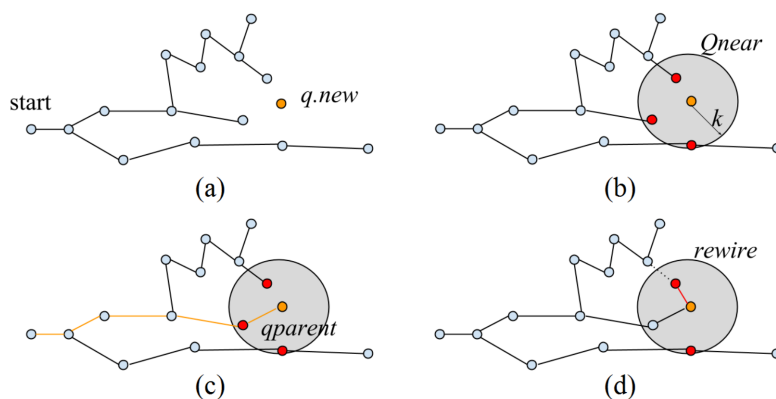 start
q.new
(a)
Qnear
k
(b)
qparent
(c)
rewire
(d)